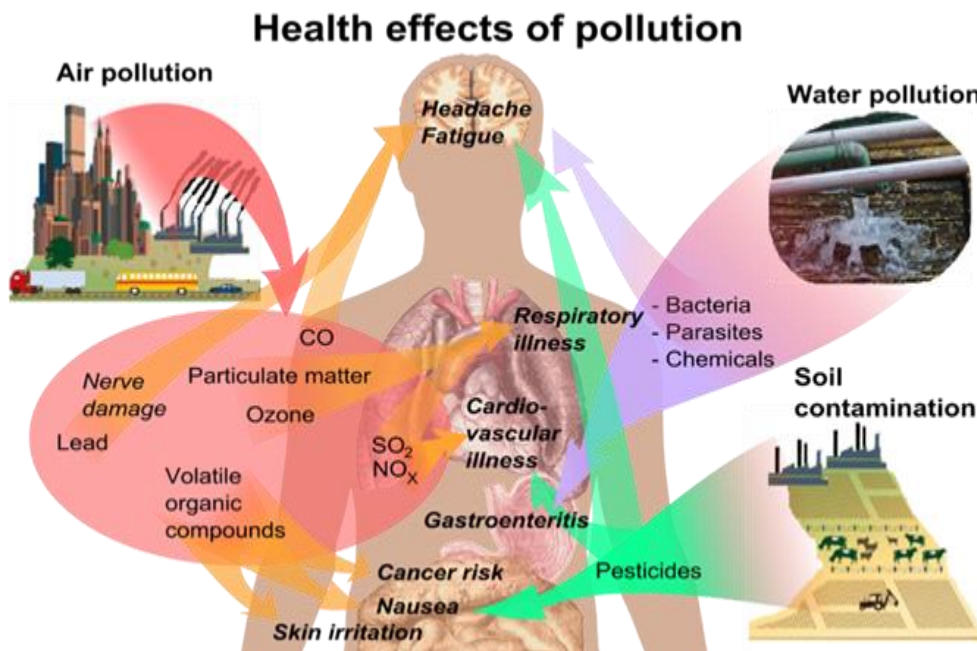 Health effects of pollution
Air pollution
Water pollution
Headache
Fatigue
- Bacteria
- Parasites
- Chemicals
Respiratory
illness
CO
Particulate matter
Nerve
damage
Ozone
Lead
Soil
contamination
Cardio-
vascular
illness
SO₂
NOₓ
Volatile
organic
compounds
Gastroenteritis
Pesticides
Cancer risk
Nausea
Skin irritation